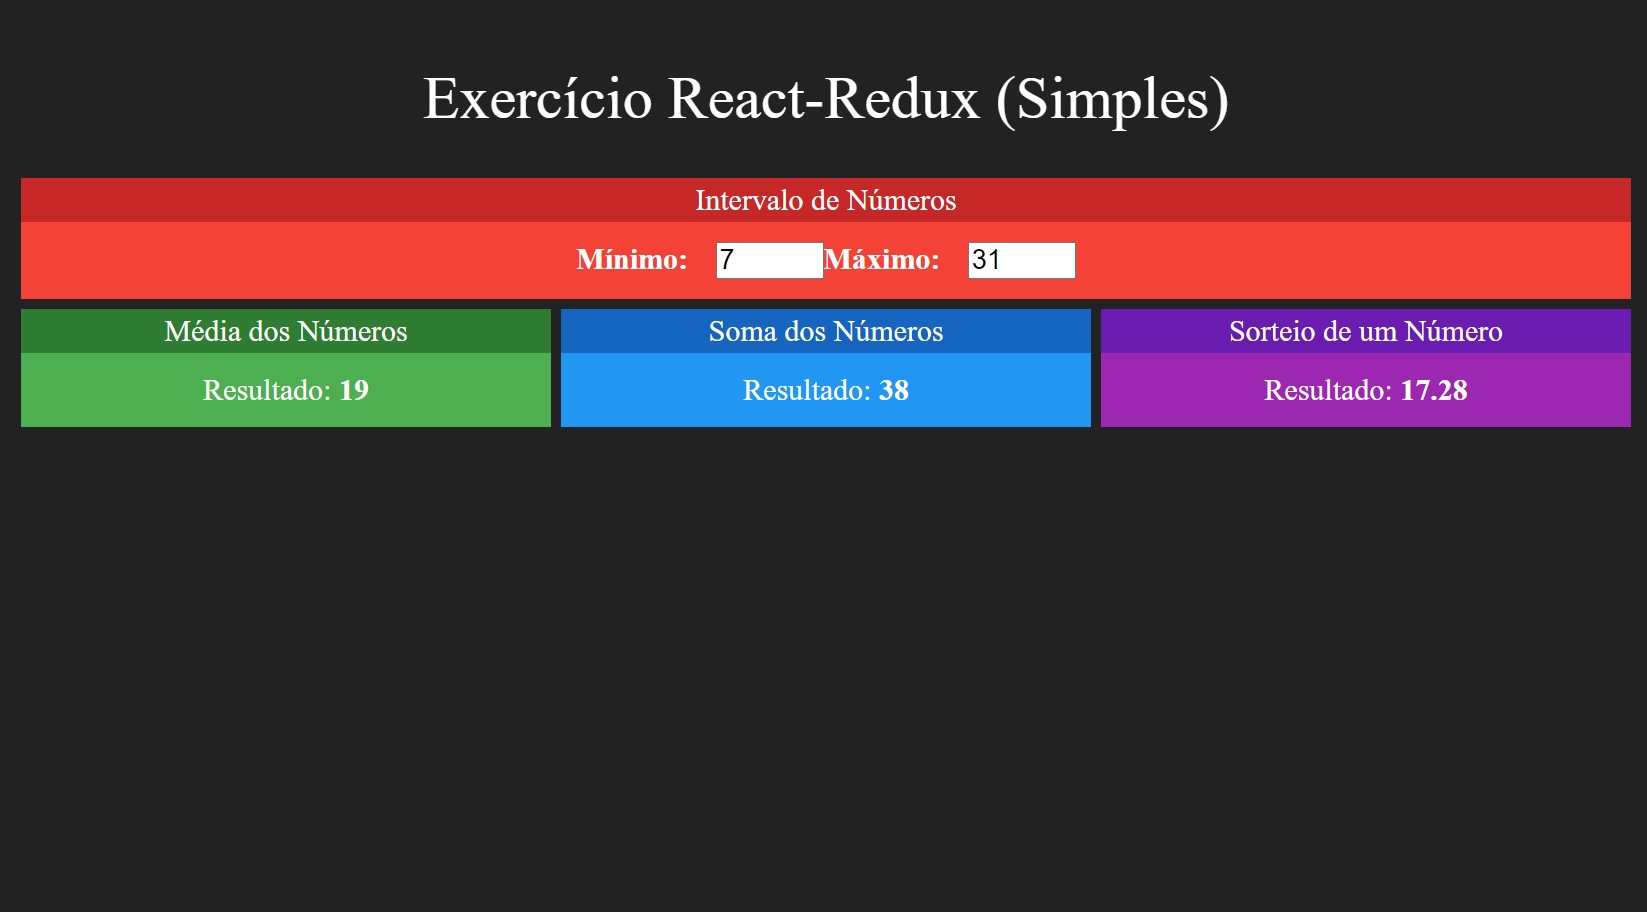 Exercício React-Redux (Simples)
Intervalo de Números
Mínimo: 7 Máximo: 31
Média dos Números
Resultado: 19
Soma dos Números
Resultado: 38
Sorteio de um Número
Resultado: 17.28